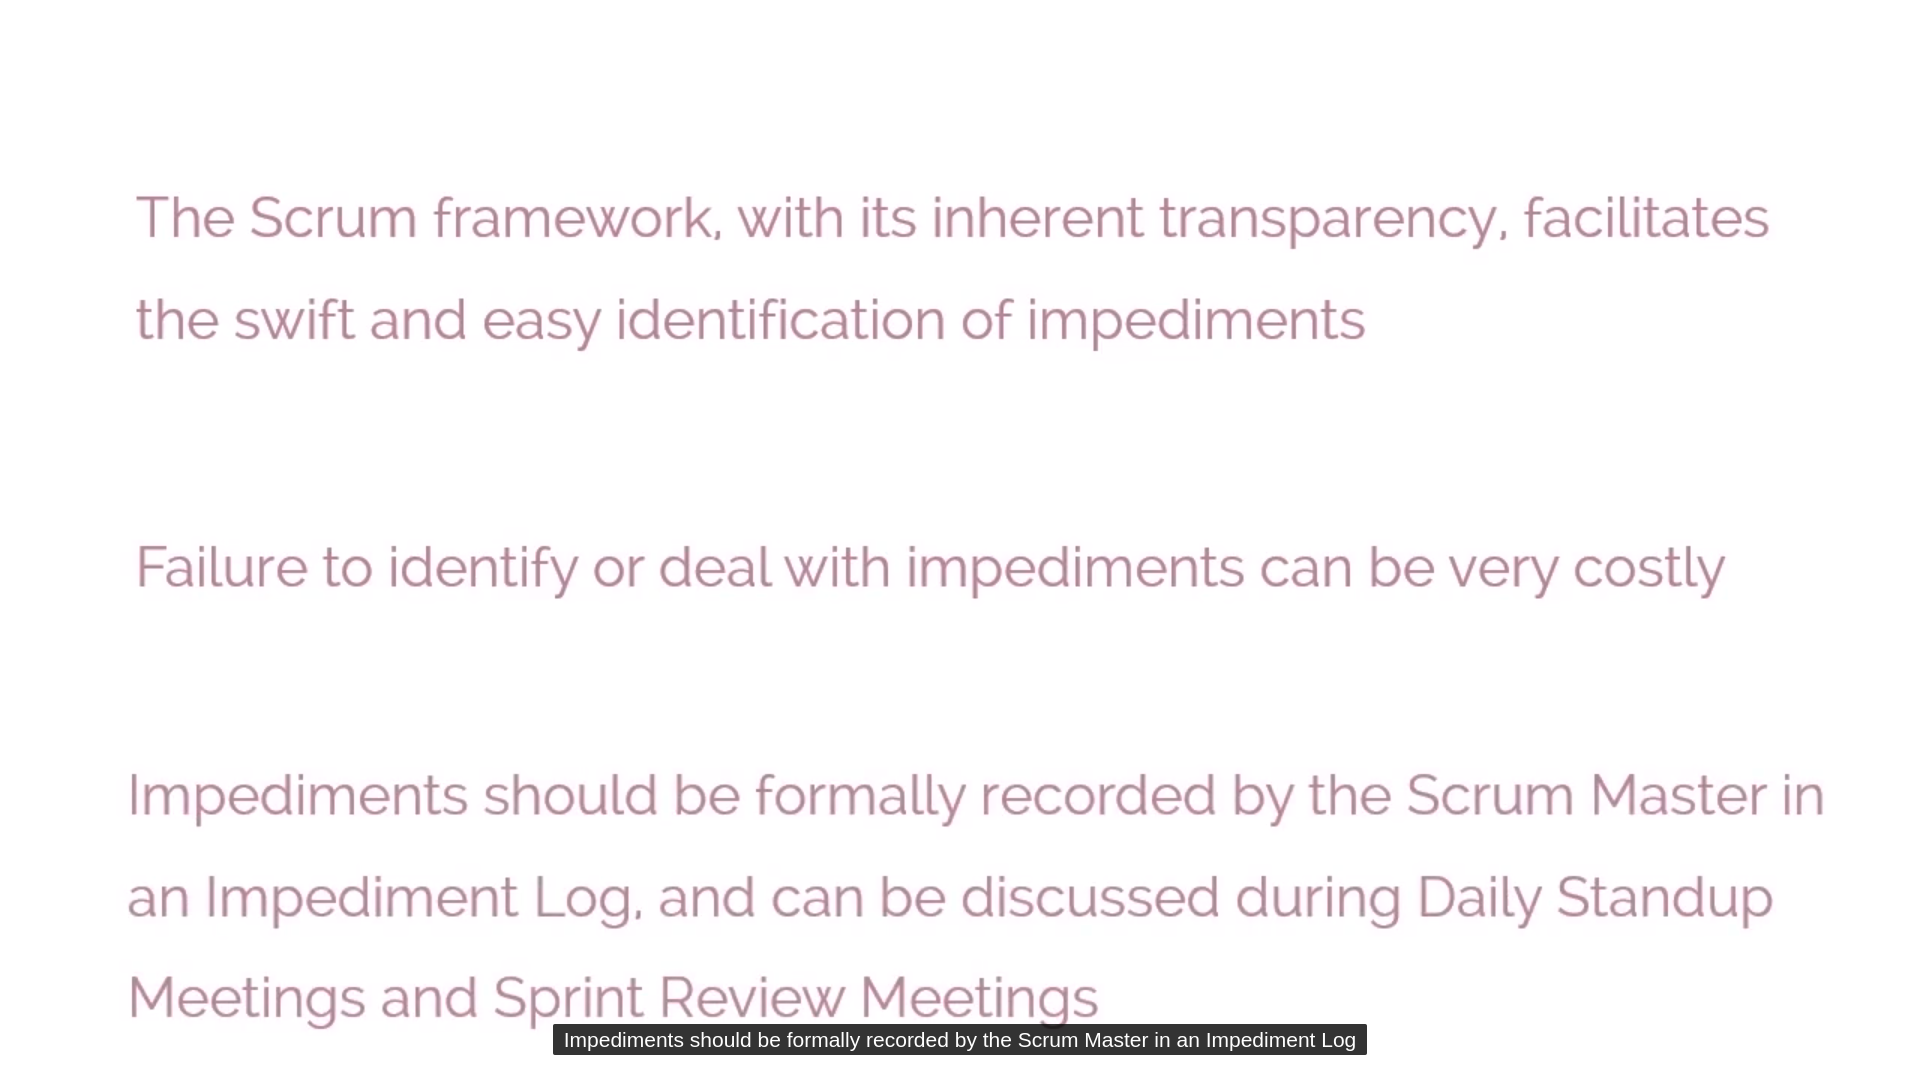 The Scrum framework, with its inherent transparency, facilitates
the swift and easy identification of impediments
Failure to identify or deal with impediments can be very costly
Impediments should be formally recorded by the Scrum Master in
an Impediment Log, and can be discussed during Daily Standup
Meetings and Sprint Review Meetings
Impediments should be formally recorded by the Scrum Master in an Impediment Log